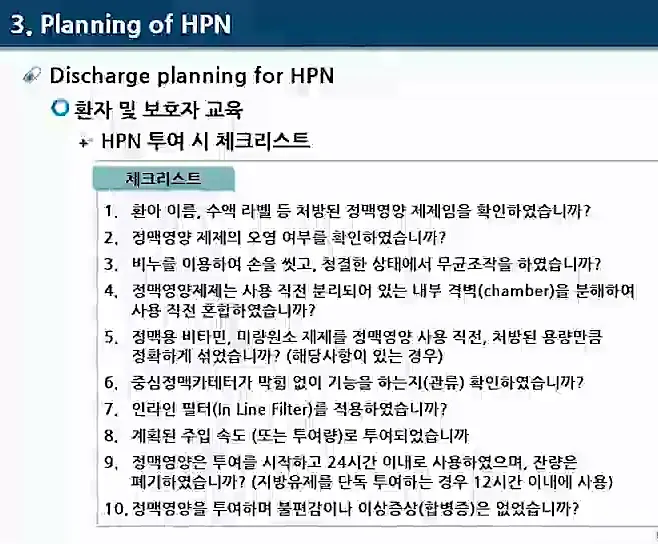 3. Planning of HPN
Discharge planning for HPN
환자 및 보호자 교육
HPN 투여 시 체크리스트
체크리스트
1. 환아 이름, 수액 라벨 등 처방된 정맥영양 제제임을 확인하였습니까?
2. 정맥영양 제제의 오염 여부를 확인하였습니까?
3. 비누를 이용하여 손을 씻고, 청결한 상태에서 무균조작을 하였습니까?
4. 정맥영양제제는 사용 직전 분리되어 있는 내부 격벽(chamber)을 분해하여
사용 직전 혼합하였습니까?
5. 정맥용 비타민, 미량원소 제제를 정맥영양 사용 직전, 처방된 용량만큼
정확하게 섞었습니까? (해당사항이 있는 경우)
6. 중심정맥카테터가 막힘 없이 기능을 하는지(관류) 확인하였습니까?
7. 인라인 필터(In Line Filter)를 적용하였습니까?
8. 계획된 주입 속도 (또는 투여량)로 투여되었습니까
9. 정맥영양은 투여를 시작하고 24시간 이내로 사용하였으며, 잔량은
폐기하였습니까? (지방유제를 단독 투여하는 경우 12시간 이내에 사용)
10. 정맥영양을 투여하며 불편감이나 이상증상(합병증)은 없었습니까?